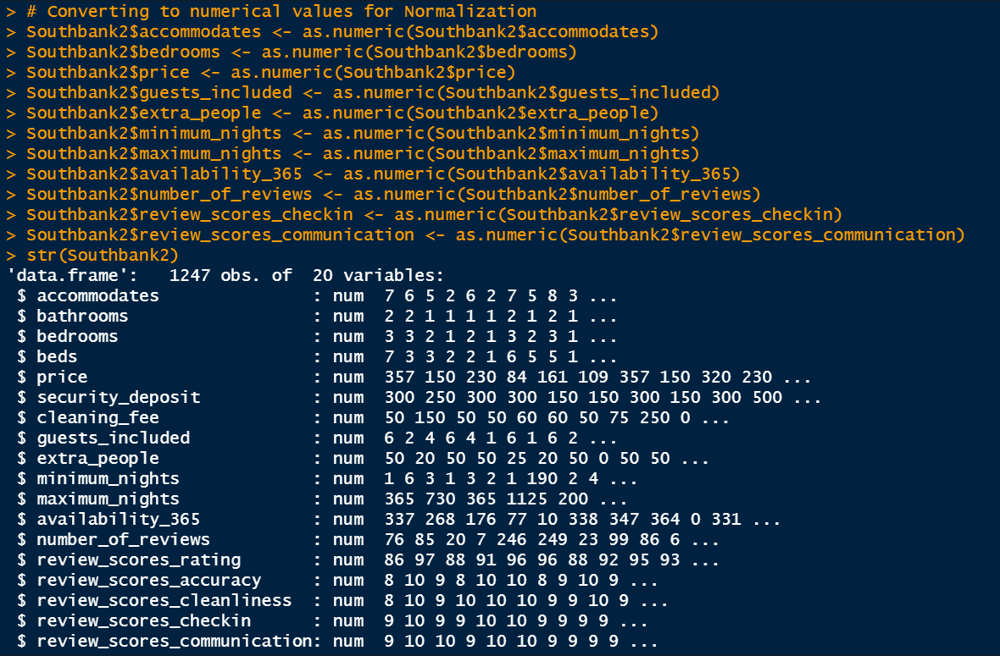 > # Converting to numerical values for Normalization
> Southbank2$accommodates <- as.numeric(Southbank2$accommodates)
> Southbank2$bedrooms <- as.numeric(Southbank2$bedrooms)
> Southbank2$price <- as.numeric(Southbank2$price)
> Southbank2$guests_included <- as.numeric(Southbank2$guests_included)
> Southbank2$extra_people <- as.numeric(Southbank2$extra_people)
> Southbank2$minimum_nights <- as.numeric(Southbank2$minimum_nights)
> Southbank2$maximum_nights <- as.numeric(Southbank2$maximum_nights)
> Southbank2$availability_365 <- as.numeric(Southbank2$availability_365)
> Southbank2$number_of_reviews <- as.numeric(Southbank2$number_of_reviews)
> Southbank2$review_scores_checkin <- as.numeric(Southbank2$review_scores_checkin)
> Southbank2$review_scores_communication <- as.numeric(Southbank2$review_scores_communication)
> str(Southbank2)
'data.frame':   1247 obs. of  20 variables:
 $ accommodates               : num  7 6 5 2 6 2 7 5 8 3 ...
 $ bathrooms                  : num  2 2 1 1 1 1 2 1 2 1 ...
 $ bedrooms                   : num  3 3 2 1 2 1 3 2 3 1 ...
 $ beds                       : num  7 3 3 2 2 1 6 5 5 1 ...
 $ price                      : num  357 150 230 84 161 109 357 150 320 230 ...
 $ security_deposit           : num  300 250 300 300 150 150 300 150 300 500 ...
 $ cleaning_fee               : num  50 150 50 50 60 60 50 75 250 0 ...
 $ guests_included            : num  6 2 4 6 4 1 6 1 6 2 ...
 $ extra_people               : num  50 20 50 50 25 20 50 0 50 50 ...
 $ minimum_nights             : num  1 6 3 1 3 2 1 190 2 4 ...
 $ maximum_nights             : num  365 730 365 1125 200 ...
 $ availability_365           : num  337 268 176 77 10 338 347 364 0 331 ...
 $ number_of_reviews          : num  76 85 20 7 246 249 23 99 86 6 ...
 $ review_scores_rating       : num  86 97 88 91 96 96 88 92 95 93 ...
 $ review_scores_accuracy     : num  8 10 9 8 10 10 8 9 10 9 ...
 $ review_scores_cleanliness  : num  8 10 9 10 10 10 9 9 10 9 ...
 $ review_scores_checkin      : num  9 10 9 9 10 10 9 9 9 9 ...
 $ review_scores_communication: num  9 10 10 9 10 10 9 9 9 9 ...